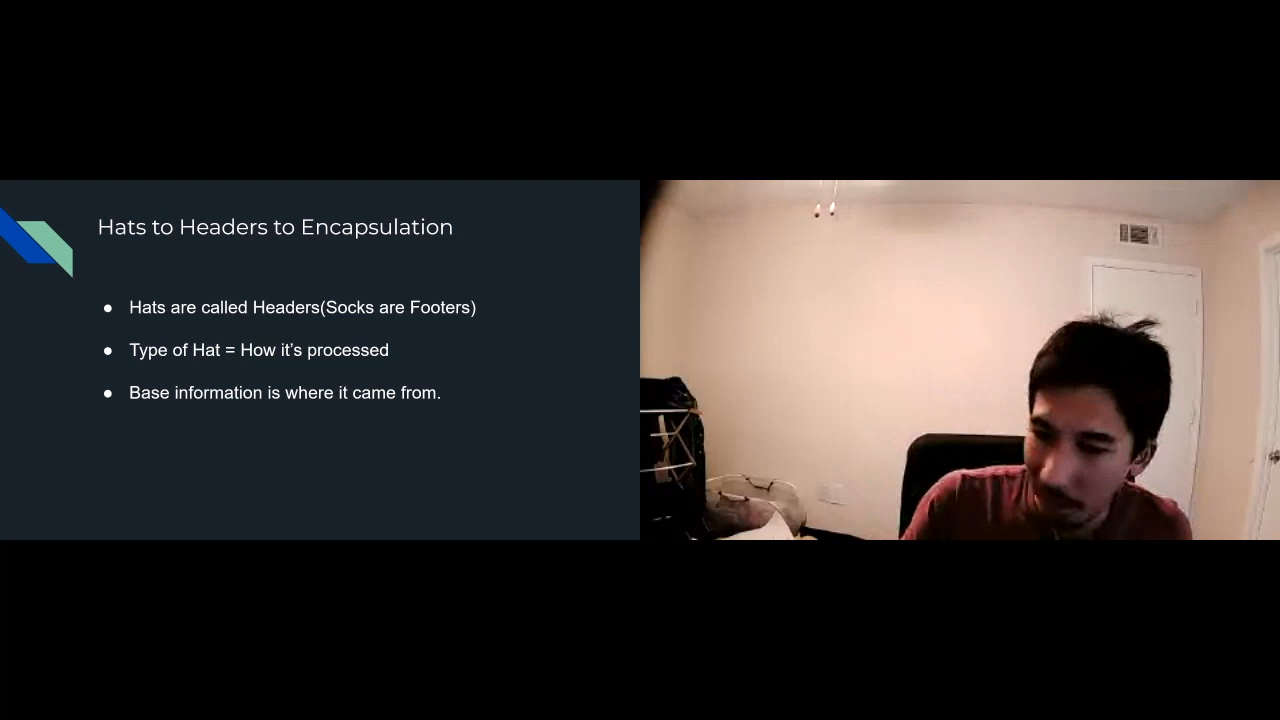 Hats to Headers to Encapsulation
● Hats are called Headers(Socks are Footers)
● Type of Hat = How it's processed
● Base information is where it came from.